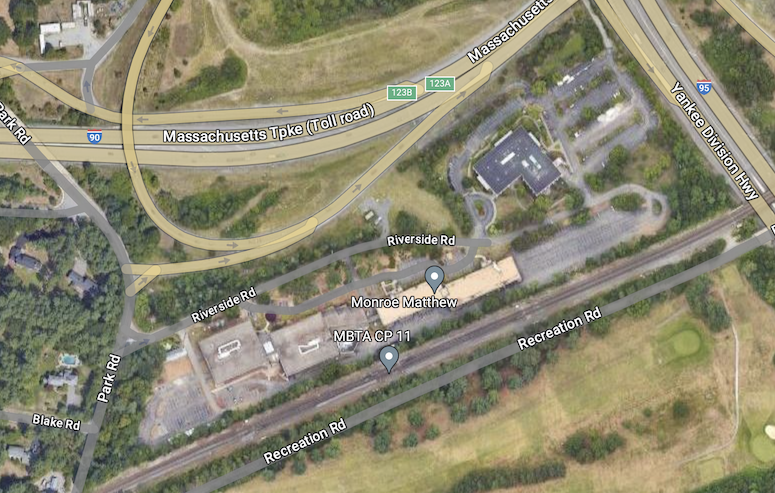 Massachusetts
123A
123B
95
Yankee Division Hwy
Park Rd
90
Massachusetts Tpke (Toll road)
Riverside Rd
Riverside Rd
Monroe Matthew
Recreation Rd
MBTA CP 11
Park Rd
Blake Rd
Recreation Rd